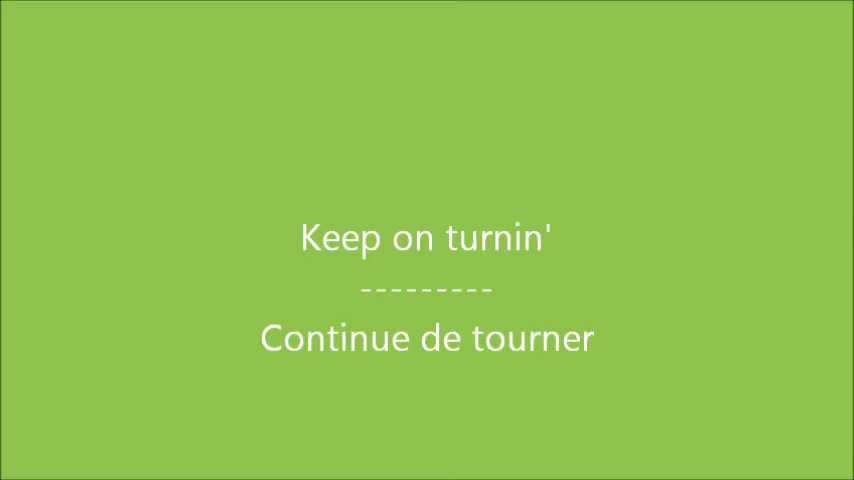 Keep on turnin'
---------
Continue de tourner